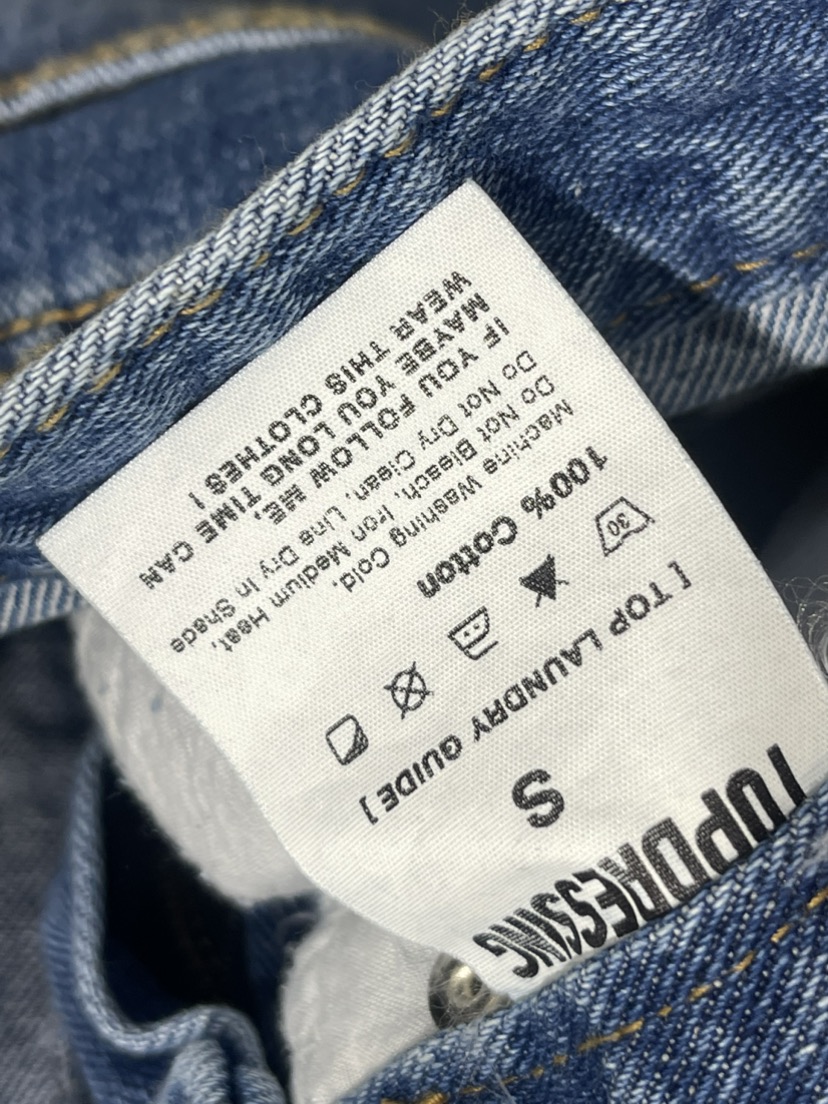 TOPDRESSING
S
[ TOP LAUNDRY GUIDE ]
30
100% Cotton
Machine Washing Cold,
Do Not Bleach, Iron Medium Heat,
Do Not Dry Clean, Line Dry In Shade
IF YOU FOLLOW ME,
MAYBE YOU LONG TIME CAN
WEAR THIS CLOTHES !